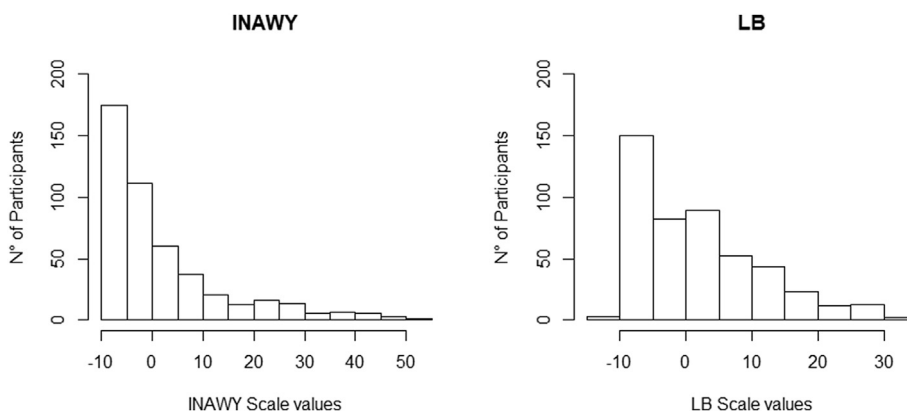 INAWY
N° of Participants
200
150
100
50
0
-10 0 10 20 30 40 50
INAWY Scale values
LB
N° of Participants
200
150
100
50
0
-10 0 10 20 30
LB Scale values